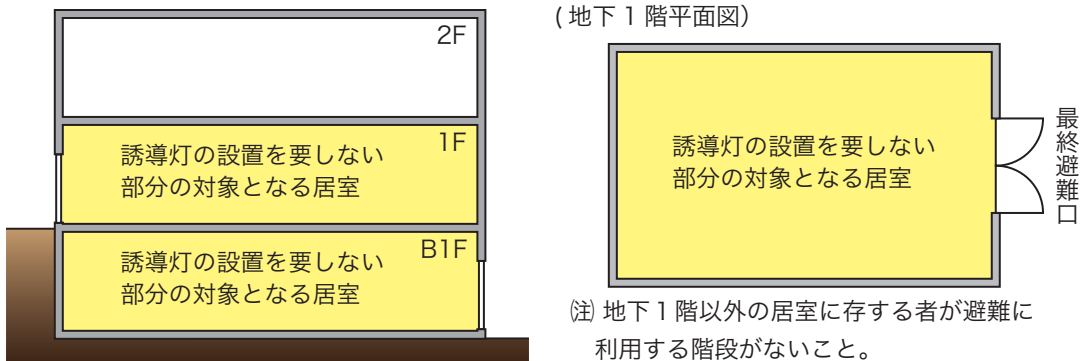 2F
1F
誘導灯の設置を要しない
部分の対象となる居室
B1F
誘導灯の設置を要しない
部分の対象となる居室
(地下1階平面図)
誘導灯の設置を要しない
部分の対象となる居室
最終避難口
㊟ 地下1階以外の居室に存する者が避難に
利用する階段がないこと。